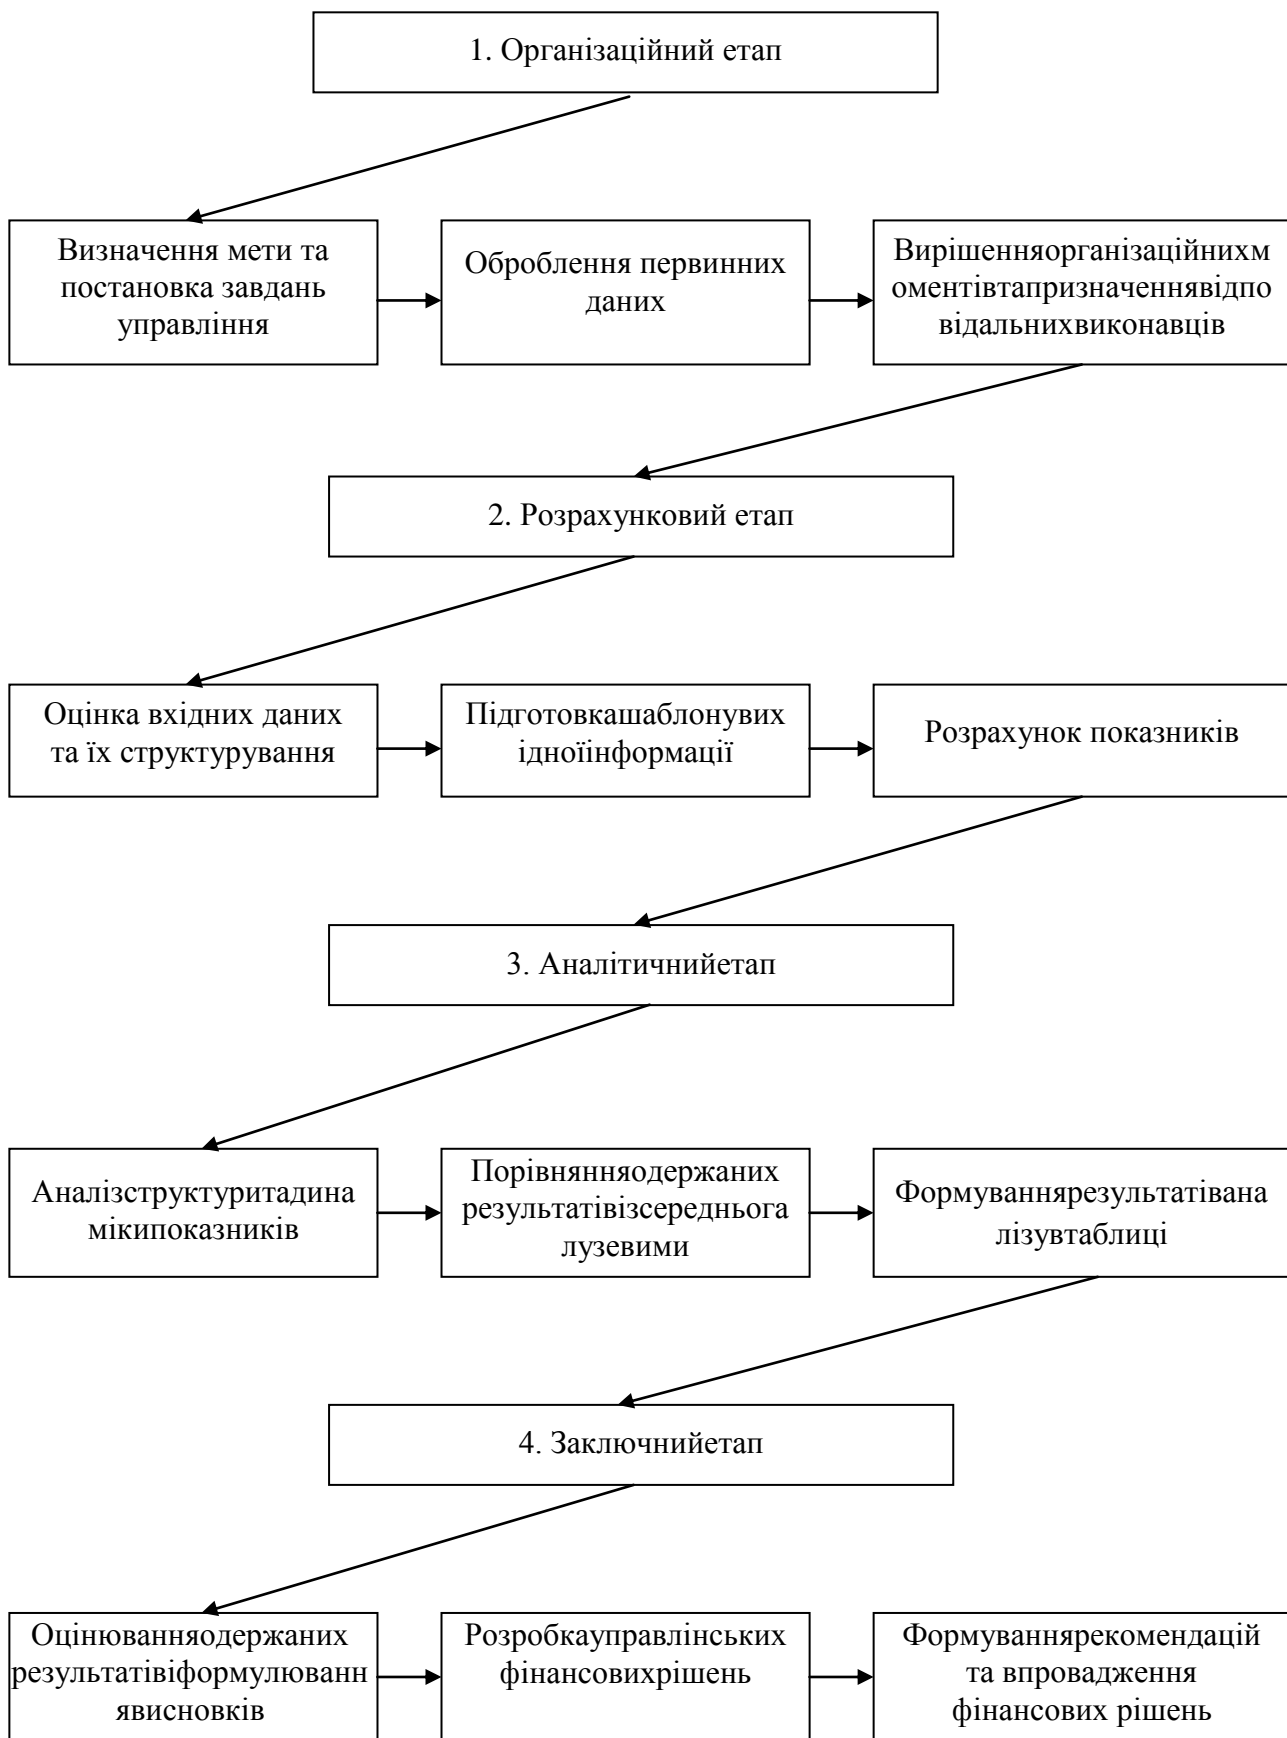 1. Організаційний етап
Визначення мети та
постановка завдань
управління
Оброблення первинних
даних
Вирішенняорганізаційнихм
оментівтапризначеннявідпо
відальнихвиконавців
2. Розрахунковий етап
Оцінка вхідних даних
та їх структурування
Підготовкашаблонувих
ідноїінформації
Розрахунок показників
3. Аналітичнийетап
Аналізструктуритадина
мікипоказників
Порівнянняодержаних
результатівізсередньога
лузевими
Формуваннярезультатівана
лізувтаблиці
4. Заключнийетап
Оцінюванняодержаних
результатівіформулюванн
явисновків
Розробкауправлінських
фінансовихрішень
Формуваннярекомендацій
та впровадження
фінансових рішень